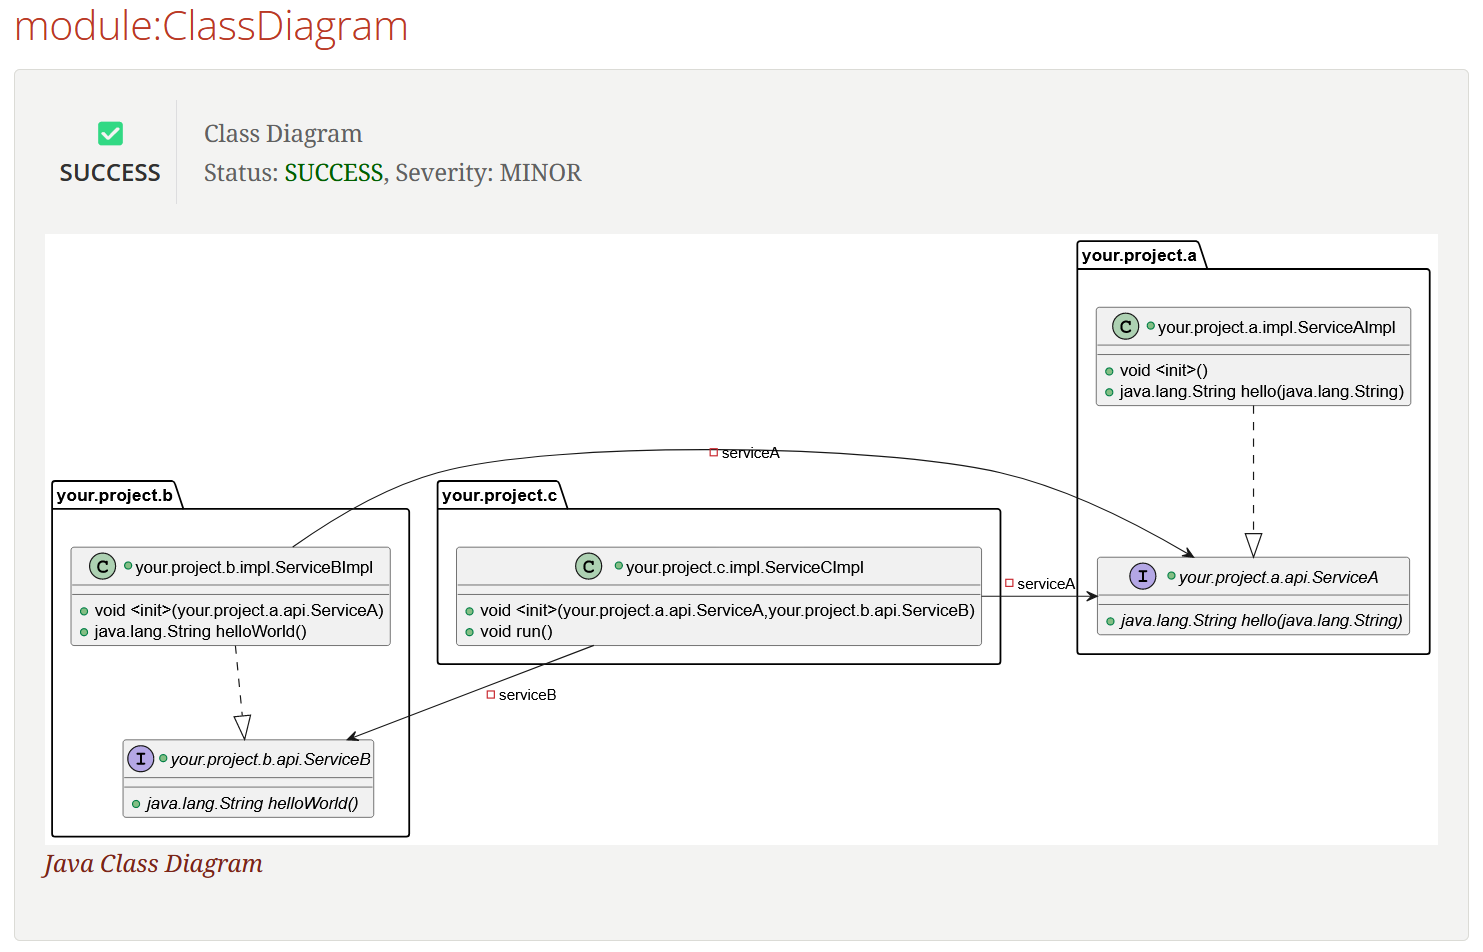 module:ClassDiagram
SUCCESS
Class Diagram
Status: SUCCESS, Severity: MINOR
your.project.a
C your.project.a.impl.ServiceAImpl
void <init>()
java.lang.String hello(java.lang.String)
serviceA
your.project.b
C your.project.b.impl.ServiceBImpl
void <init>(your.project.a.api.ServiceA)
java.lang.String helloWorld()
your.project.c
C your.project.c.impl.ServiceCImpl
void <init>(your.project.a.api.ServiceA,your.project.b.api.ServiceB)
void run()
serviceA
I your.project.a.api.ServiceA
java.lang.String hello(java.lang.String)
serviceB
I your.project.b.api.ServiceB
java.lang.String helloWorld()
Java Class Diagram